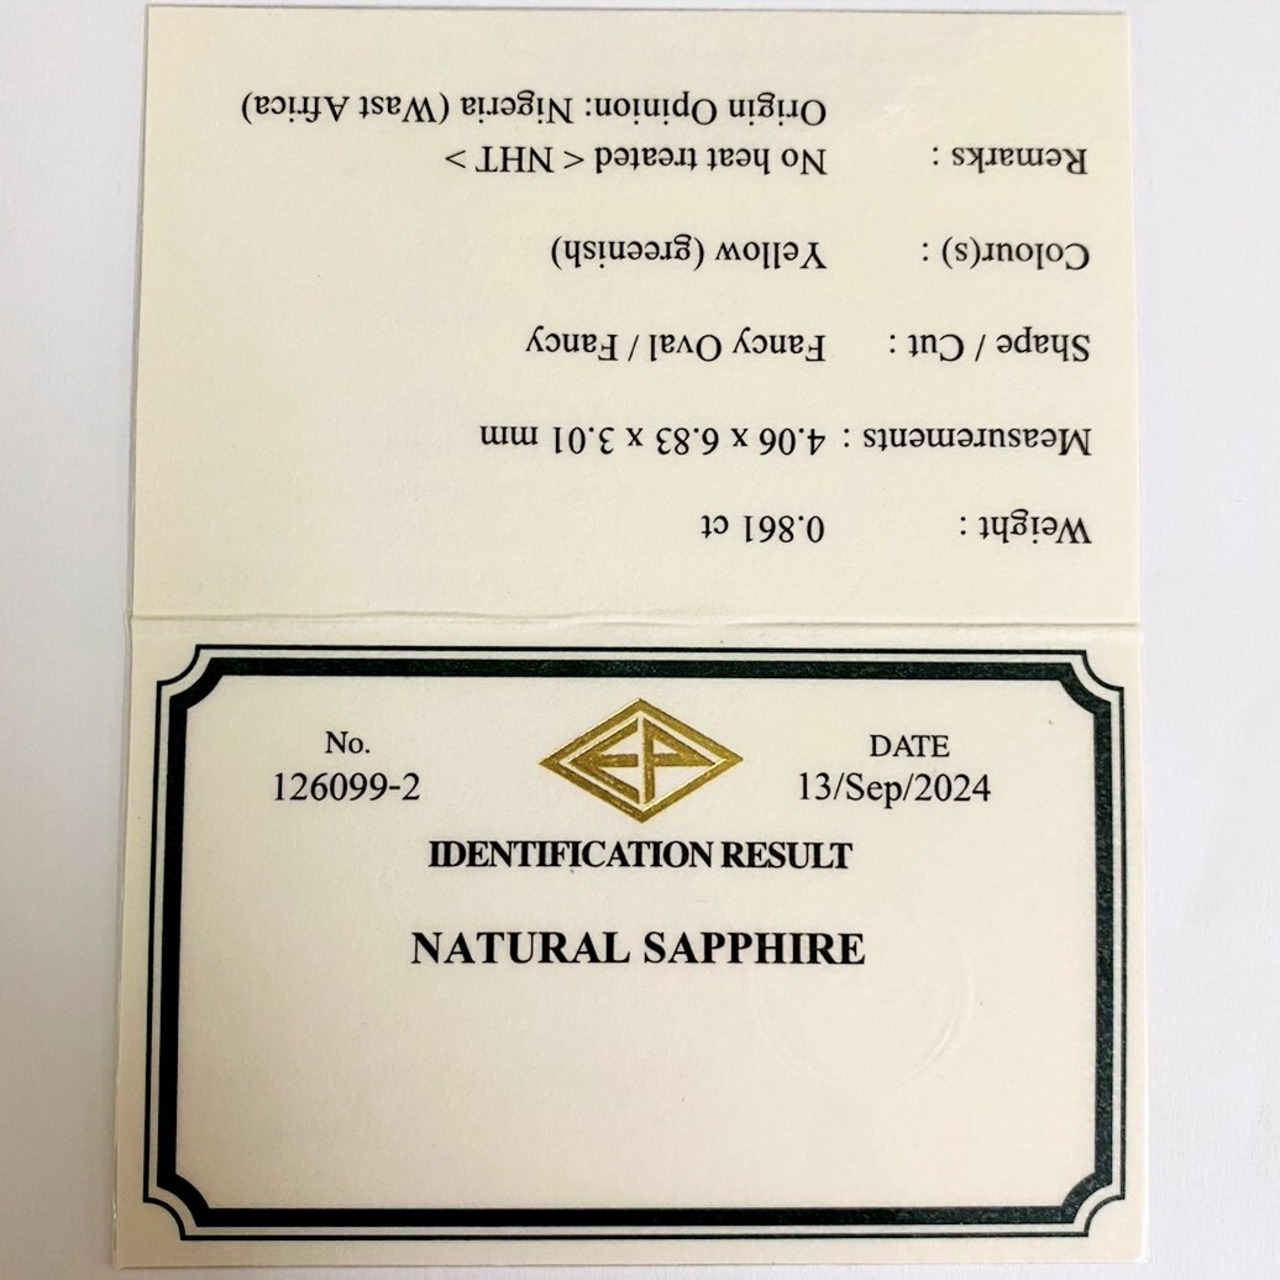 Weight : 0.861 ct
Measurements : 4.06 x 6.83 x 3.01 mm
Shape / Cut : Fancy Oval / Fancy
Colour(s) : Yellow (greenish)
Remarks : No heat treated < NHT >
Origin Opinion: Nigeria (Wast Africa)
No.
126099-2
EP
DATE
13/Sep/2024
IDENTIFICATION RESULT
NATURAL SAPPHIRE